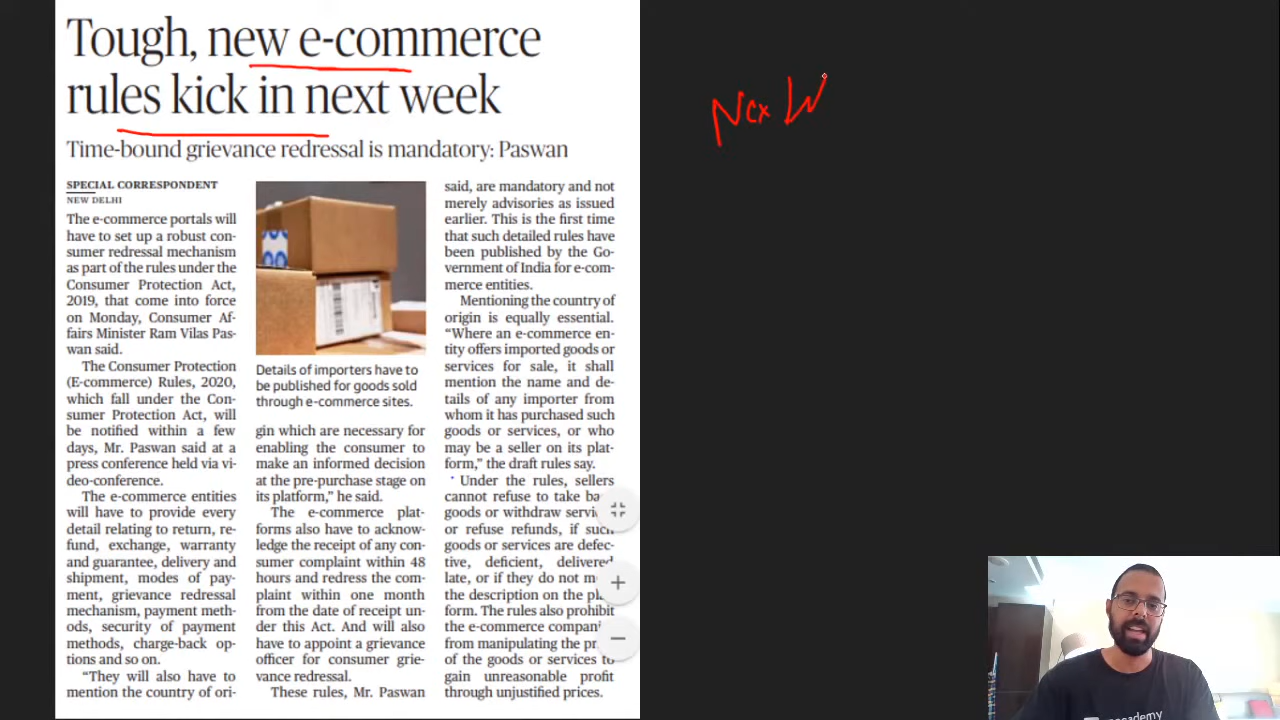 Tough, new e-commerce
rules kick in next week
Time-bound grievance redressal is mandatory: Paswan
SPECIAL CORRESPONDENT
NEW DELHI
The e-commerce portals will
have to set up a robust con-
sumer redressal mechanism
as part of the rules under the
Consumer Protection Act,
2019, that come into force
on Monday, Consumer Af-
fairs Minister Ram Vilas Pas-
wan said.
The Consumer Protection
(E-commerce) Rules, 2020,
which fall under the Con-
sumer Protection Act, will
be notified within a few
days, Mr. Paswan said at a
press conference held via vi-
deo-conference.
The e-commerce entities
will have to provide every
detail relating to return, re-
fund, exchange, warranty
and guarantee, delivery and
shipment, modes of pay-
ment, grievance redressal
mechanism, payment meth-
ods, security of payment
methods, charge-back op-
tions and so on.
“They will also have to
mention the country of ori-
Details of importers have to
be published for goods sold
through e-commerce sites.
gin which are necessary for
enabling the consumer to
make an informed decision
at the pre-purchase stage on
its platform,” he said.
The e-commerce plat-
forms also have to acknow-
ledge the receipt of any con-
sumer complaint within 48
hours and redress the com-
plaint within one month
from the date of receipt un-
der this Act. And will also
have to appoint a grievance
officer for consumer grie-
vance redressal.
These rules, Mr. Paswan
said, are mandatory and not
merely advisories as issued
earlier. This is the first time
that such detailed rules have
been published by the Go-
vernment of India for e-com-
merce entities.
Mentioning the country of
origin is equally essential.
“Where an e-commerce en-
tity offers imported goods or
services for sale, it shall
mention the name and de-
tails of any importer from
whom it has purchased such
goods or services, or who
may be a seller on its plat-
form,” the draft rules say.
Under the rules, sellers
cannot refuse to take
goods or withdraw
or refuse refunds, if such
goods or services are defec-
tive, deficient, delivered
late, or if they do not
the description on the
form. The rules also prohibit
the e-commerce
from manipulating the
of the goods or services to
gain unreasonable profit
through unjustified prices.
Nex W